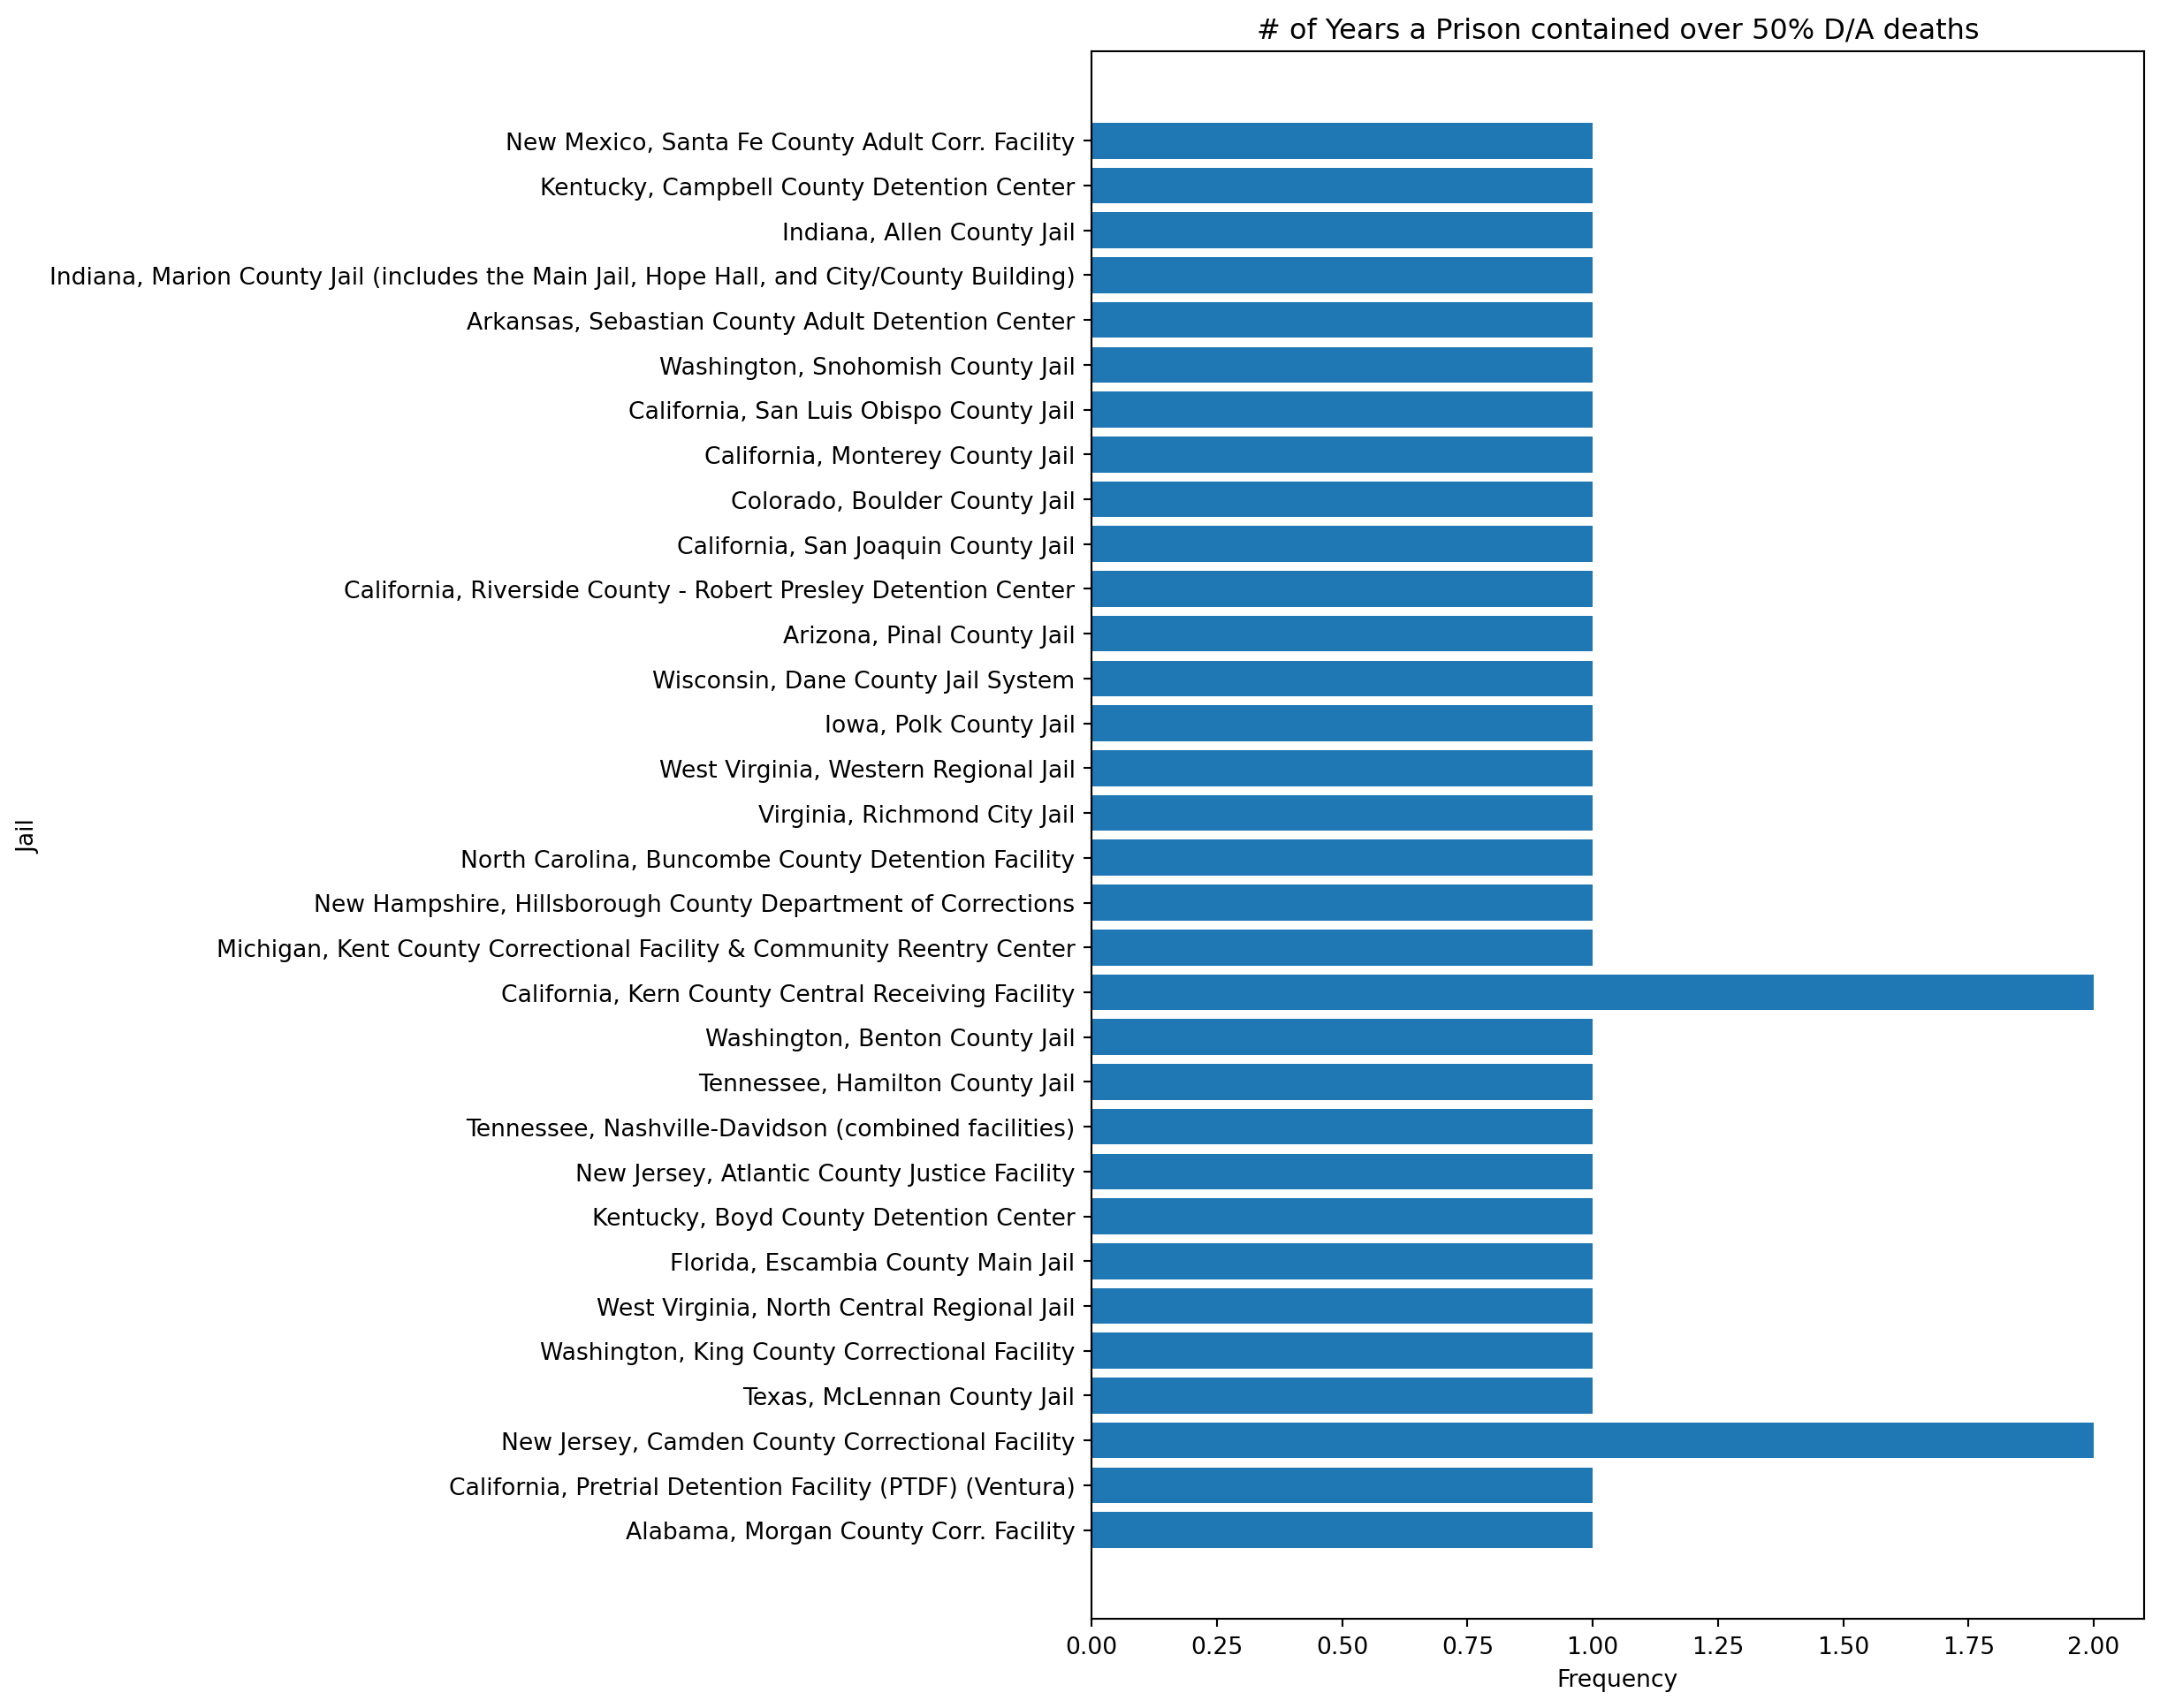 # of Years a Prison contained over 50% D/A deaths
New Mexico, Santa Fe County Adult Corr. Facility
Kentucky, Campbell County Detention Center
Indiana, Allen County Jail
Indiana, Marion County Jail (includes the Main Jail, Hope Hall, and City/County Building)
Arkansas, Sebastian County Adult Detention Center
Washington, Snohomish County Jail
California, San Luis Obispo County Jail
California, Monterey County Jail
Colorado, Boulder County Jail
California, San Joaquin County Jail
California, Riverside County - Robert Presley Detention Center
Arizona, Pinal County Jail
Wisconsin, Dane County Jail System
Iowa, Polk County Jail
West Virginia, Western Regional Jail
Virginia, Richmond City Jail
North Carolina, Buncombe County Detention Facility
New Hampshire, Hillsborough County Department of Corrections
Michigan, Kent County Correctional Facility & Community Reentry Center
California, Kern County Central Receiving Facility
Washington, Benton County Jail
Tennessee, Hamilton County Jail
Tennessee, Nashville-Davidson (combined facilities)
New Jersey, Atlantic County Justice Facility
Kentucky, Boyd County Detention Center
Florida, Escambia County Main Jail
West Virginia, North Central Regional Jail
Washington, King County Correctional Facility
Texas, McLennan County Jail
New Jersey, Camden County Correctional Facility
California, Pretrial Detention Facility (PTDF) (Ventura)
Alabama, Morgan County Corr. Facility
Jail
0.00 0.25 0.50 0.75 1.00 1.25 1.50 1.75 2.00
Frequency